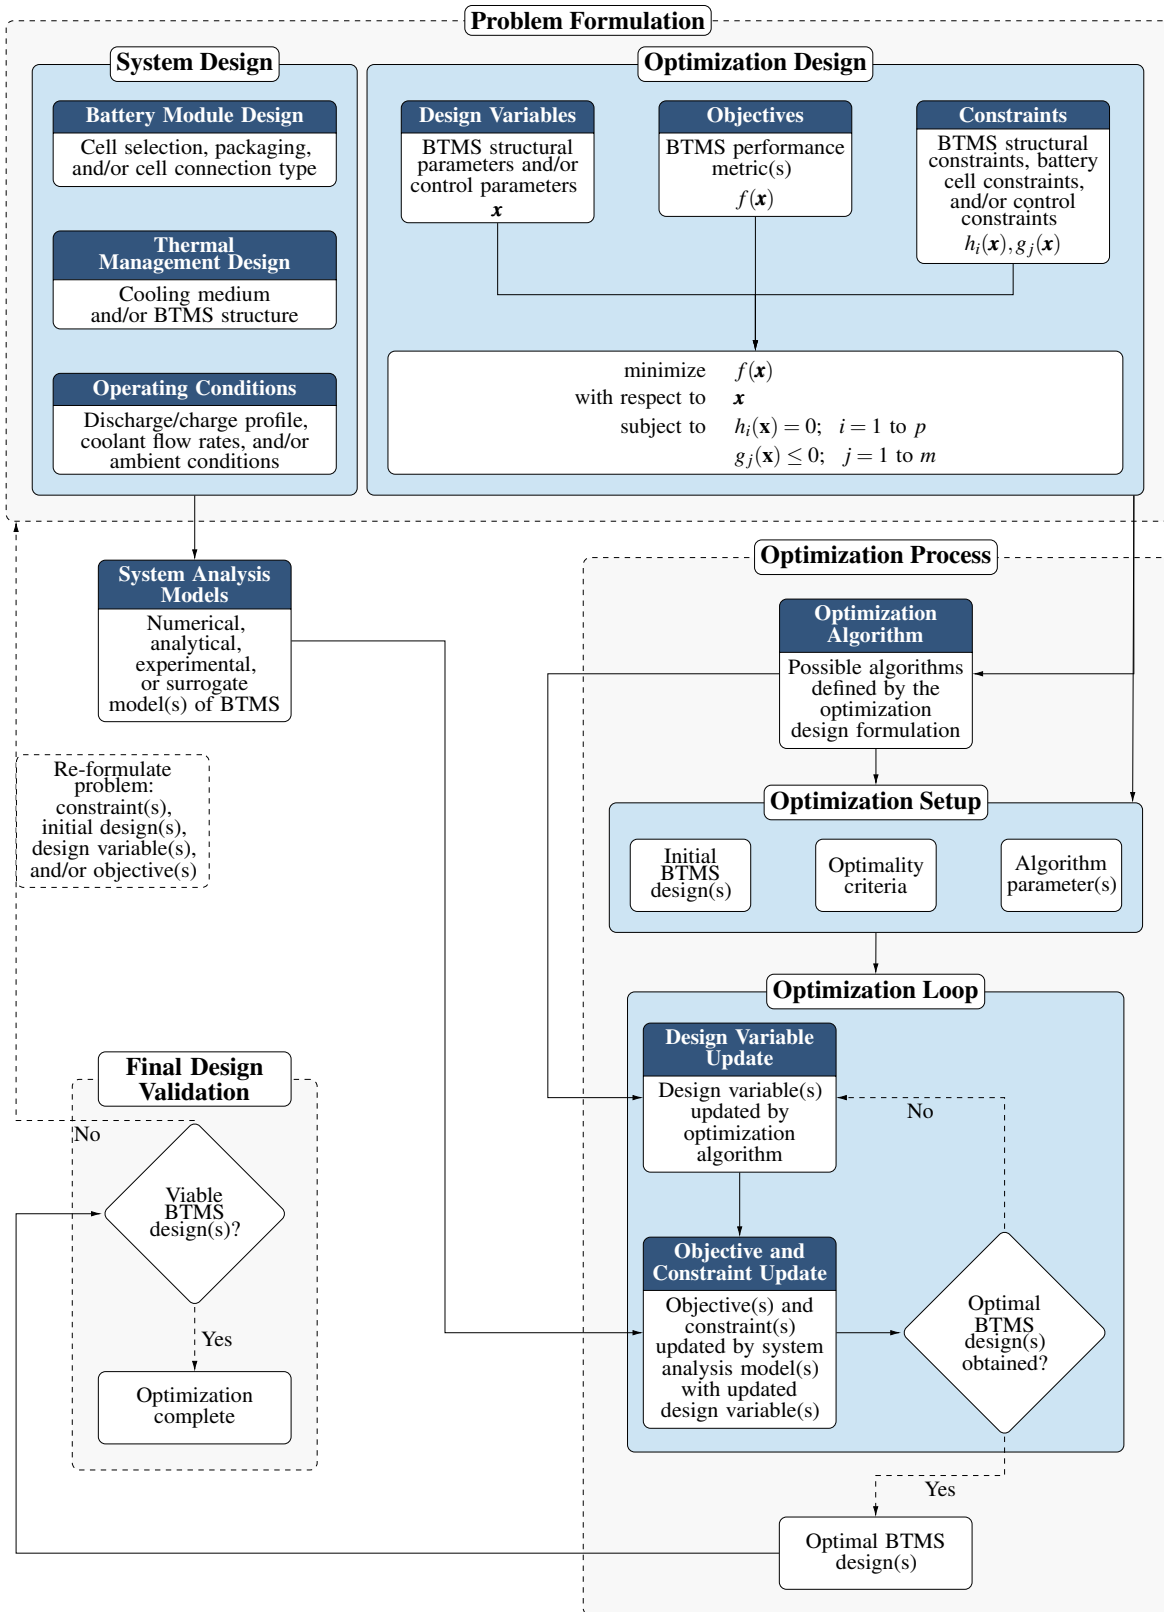 Problem Formulation
System Design
Battery Module Design
Cell selection, packaging,
and/or cell connection type
Thermal
Management Design
Cooling medium
and/or BTMS structure
Operating Conditions
Discharge/charge profile,
coolant flow rates, and/or
ambient conditions
Optimization Design
Design Variables
BTMS structural
parameters and/or
control parameters
x
Objectives
BTMS performance
metric(s)
f(x)
Constraints
BTMS structural
constraints, battery
cell constraints,
and/or control
constraints
h_i(x), g_j(x)
minimize f(x)
with respect to x
subject to h_i(x) = 0; i = 1 to p
g_j(x) ≤ 0; j = 1 to m
System Analysis
Models
Numerical,
analytical,
experimental,
or surrogate
model(s) of BTMS
Re-formulate
problem:
constraint(s),
initial design(s),
design variable(s),
and/or objective(s)
Optimization Process
Optimization
Algorithm
Possible algorithms
defined by the
optimization
design formulation
Optimization Setup
Initial
BTMS
design(s)
Optimality
criteria
Algorithm
parameter(s)
Optimization Loop
Design Variable
Update
Design variable(s)
updated by
optimization
algorithm
No
Objective and
Constraint Update
Objective(s) and
constraint(s)
updated by system
analysis model(s)
with updated
design variable(s)
Optimal
BTMS
design(s)
obtained?
Yes
Optimal BTMS
design(s)
Final Design
Validation
No
Viable
BTMS
design(s)?
Yes
Optimization
complete